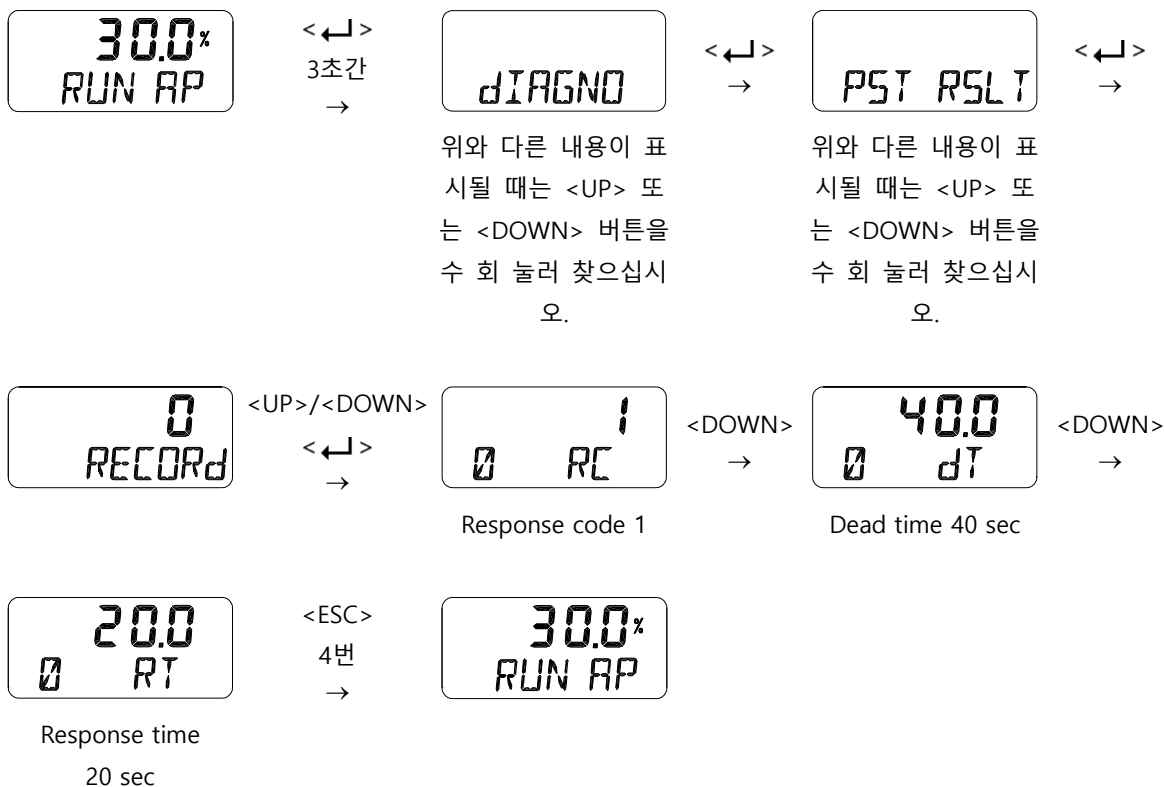 30.0%
RUN AP
<↵>
3초간
→
dIAGNO
<↵>
→
PST RSLT
<↵>
→
위와 다른 내용이 표
시될 때는 <UP> 또
는 <DOWN> 버튼을
수 회 눌러 찾으십시
오.
위와 다른 내용이 표
시될 때는 <UP> 또
는 <DOWN> 버튼을
수 회 눌러 찾으십시
오.
0
RECORd
<UP>/<DOWN>
<↵>
→
1
0 RC
<DOWN>
→
40.0
0 dT
<DOWN>
→
Response code 1
Dead time 40 sec
20.0
0 RT
<ESC>
4번
→
30.0%
RUN AP
Response time
20 sec